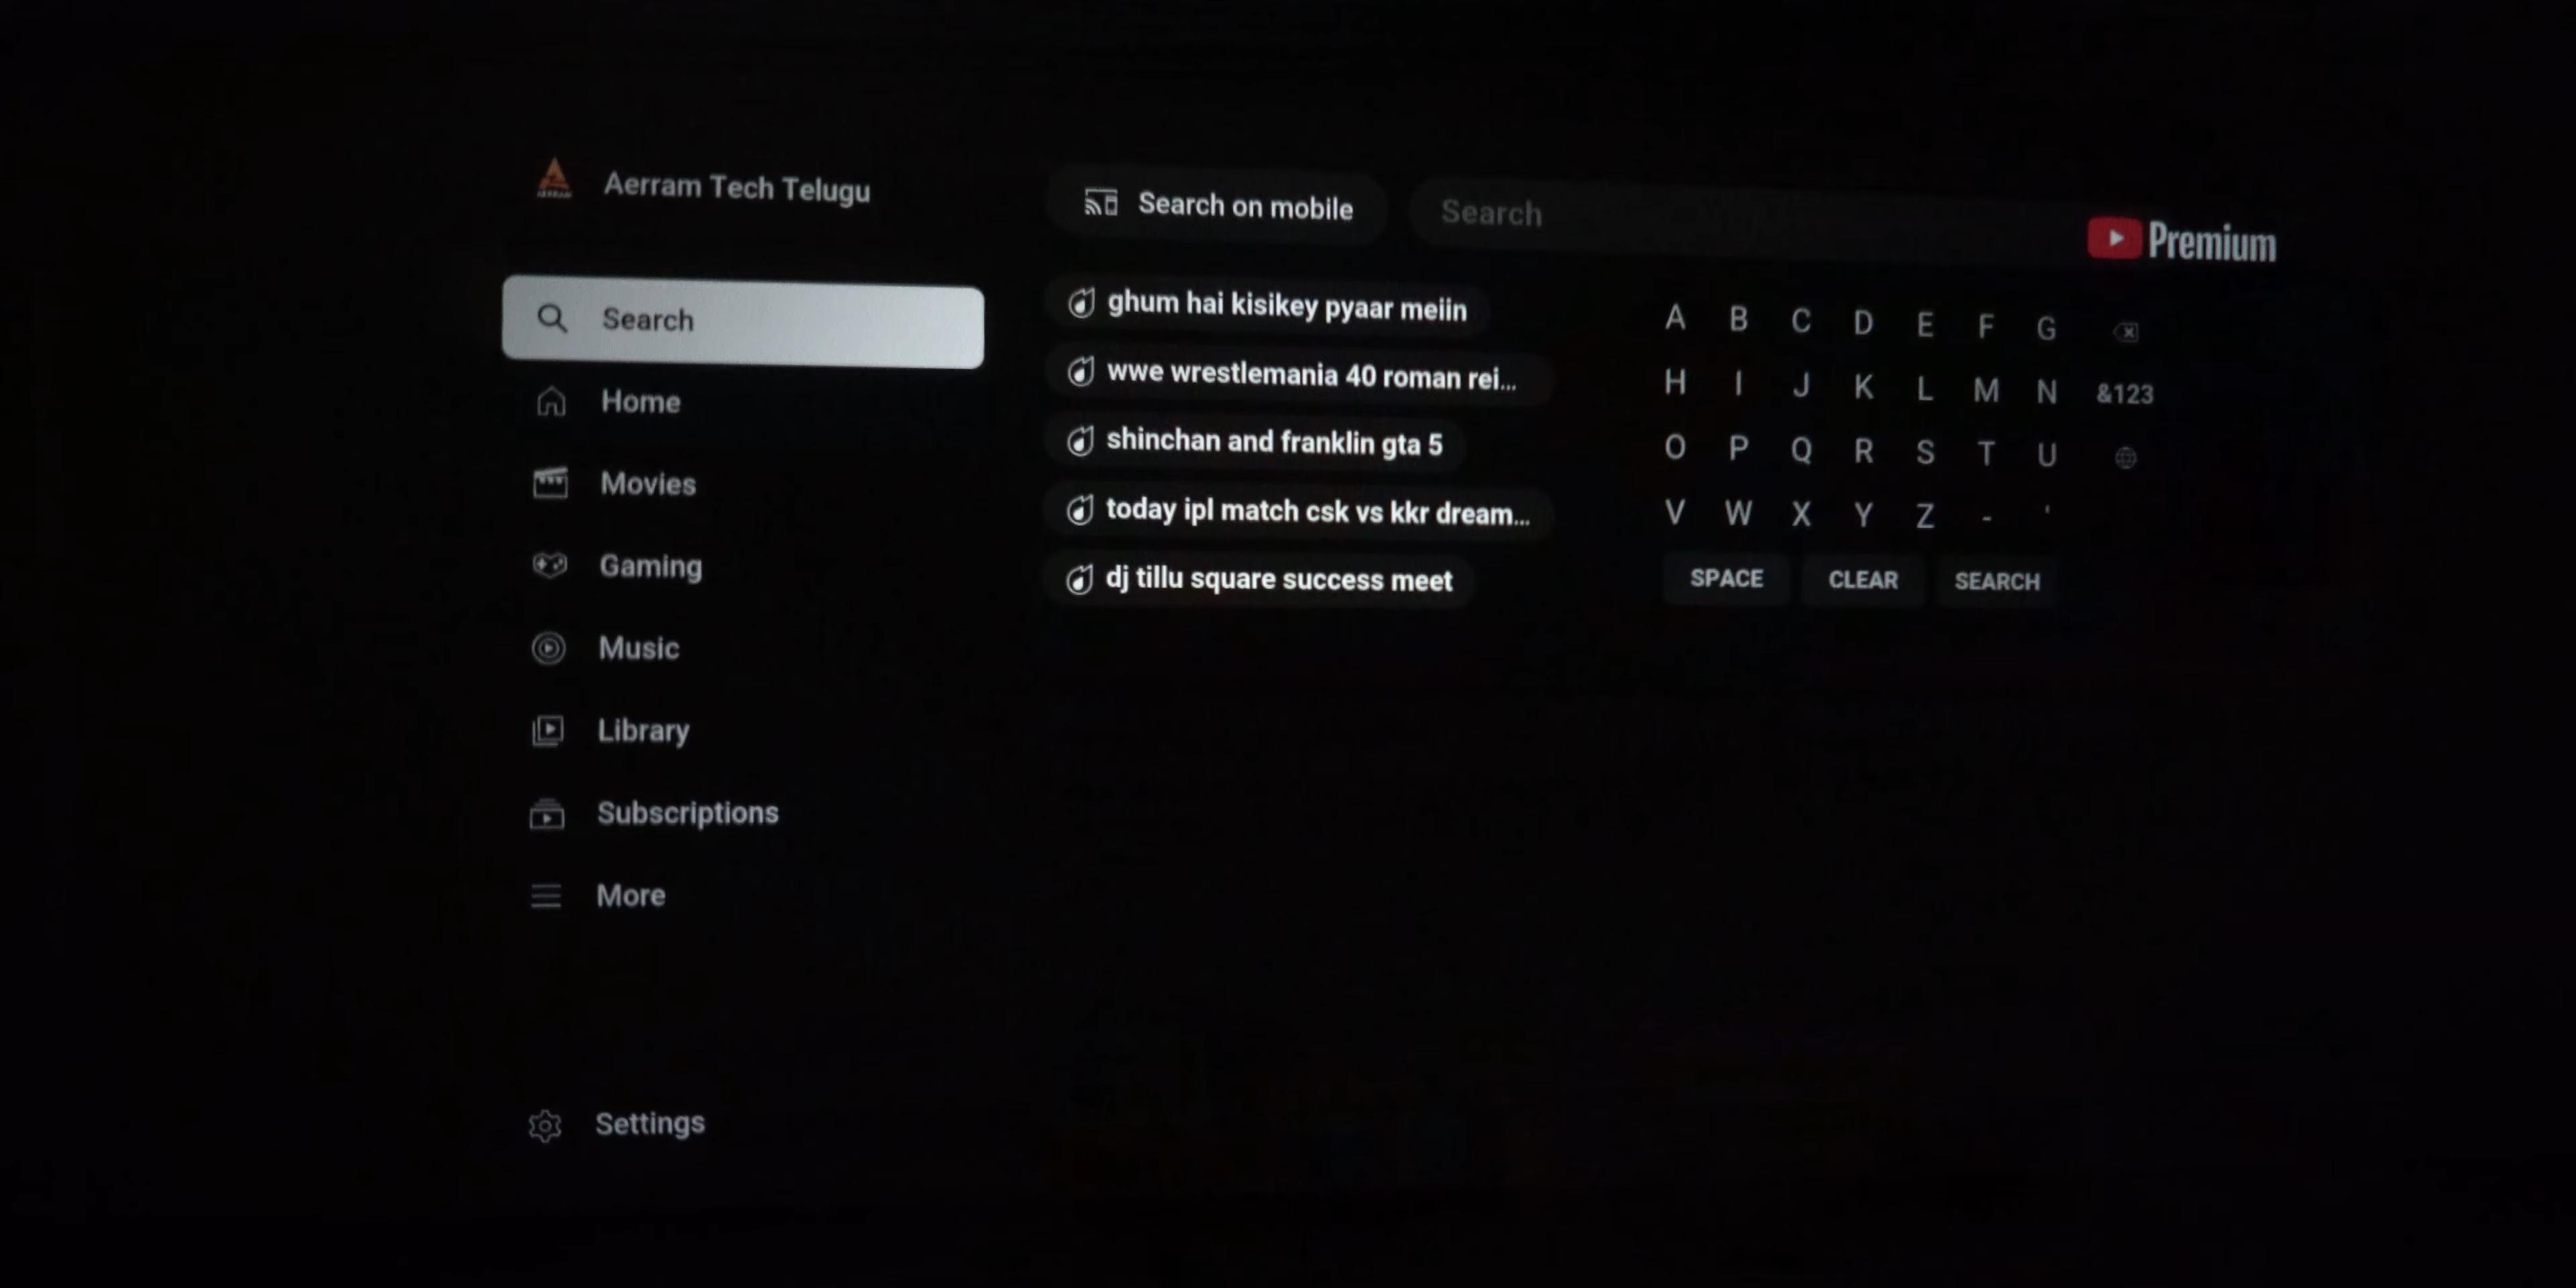 Aerram Tech Telugu
Search
Home
Movies
Gaming
Music
Library
Subscriptions
More
Settings
Search on mobile
Search
Premium
ghum hai kisikey pyaar meiin
wwe wrestlemania 40 roman rei...
shinchan and franklin gta 5
today ipl match csk vs kkr dream...
dj tillu square success meet
A B C D E F G
H I J K L M N &123
O P Q R S T U
V W X Y Z - '
SPACE CLEAR SEARCH